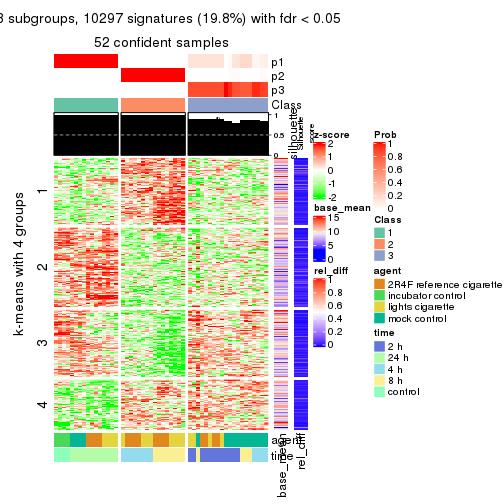 3 subgroups, 10297 signatures (19.8%) with fdr < 0.05
52 confident samples
p1
p2
p3
Class
1
0.5
0
silhouette
Silhouette
score
k-means with 4 groups
1
2
3
4
agent
time
base_mean
rel_diff
z-score
2
1
0
-1
-2
base_mean
15
10
5
0
rel_diff
1
0.8
0.6
0.4
0.2
0
Prob
1
0.8
0.6
0.4
0.2
0
Class
1
2
3
agent
2R4F reference cigarette
incubator control
lights cigarette
mock control
time
2 h
24 h
4 h
8 h
control